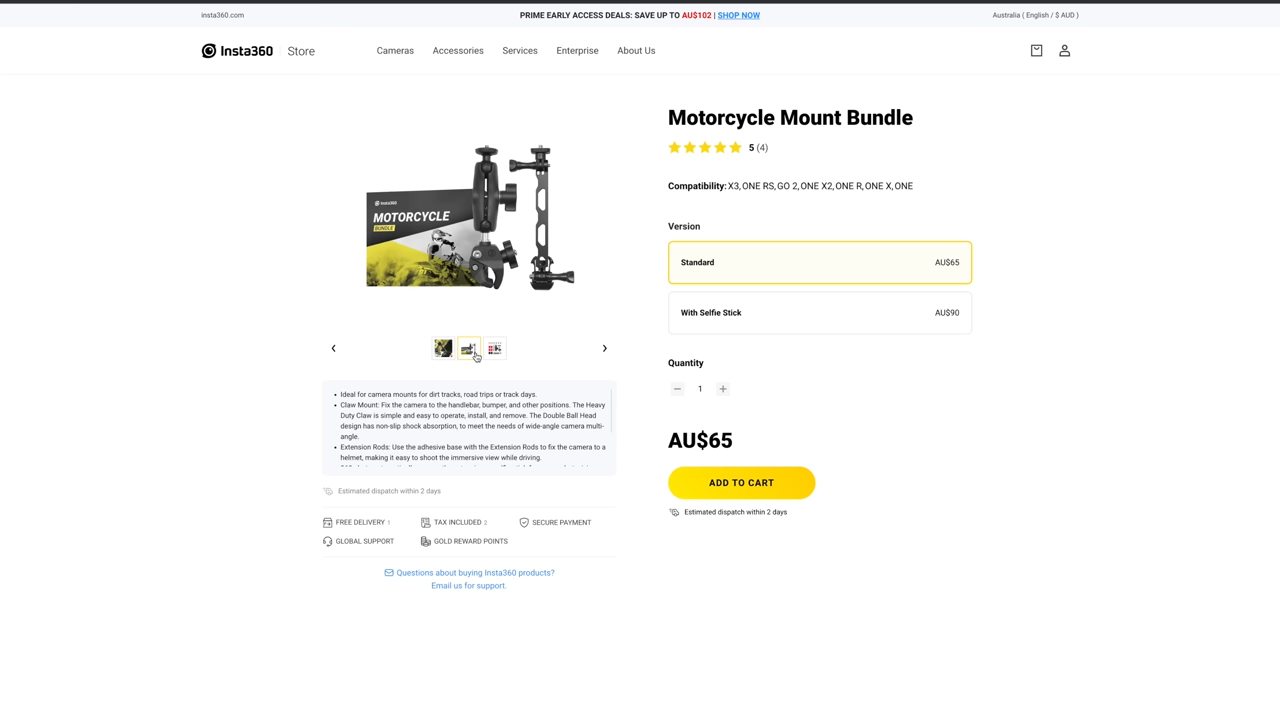 insta360.com
PRIME EARLY ACCESS DEALS: SAVE UP TO AU$102 | SHOP NOW
Australia ( English / $ AUD )
Insta360 Store
Cameras
Accessories
Services
Enterprise
About Us
Insta360
MOTORCYCLE
BUNDLE
• Ideal for camera mounts for dirt tracks, road trips or track days.
• Claw Mount: Fix the camera to the handlebar, bumper, and other positions. The Heavy
Duty Claw is simple and easy to operate, install, and remove. The Double Ball Head
design has non-slip shock absorption, to meet the needs of wide-angle camera multi-
angle.
• Extension Rods: Use the adhesive base with the Extension Rods to fix the camera to a
helmet, making it easy to shoot the immersive view while driving.
Estimated dispatch within 2 days
FREE DELIVERY 1
TAX INCLUDED 2
SECURE PAYMENT
GLOBAL SUPPORT
GOLD REWARD POINTS
Questions about buying Insta360 products?
Email us for support.
Motorcycle Mount Bundle
5 (4)
Compatibility: X3, ONE RS, GO 2, ONE X2, ONE R, ONE X, ONE
Version
Standard AU$65
With Selfie Stick AU$90
Quantity
1
AU$65
ADD TO CART
Estimated dispatch within 2 days